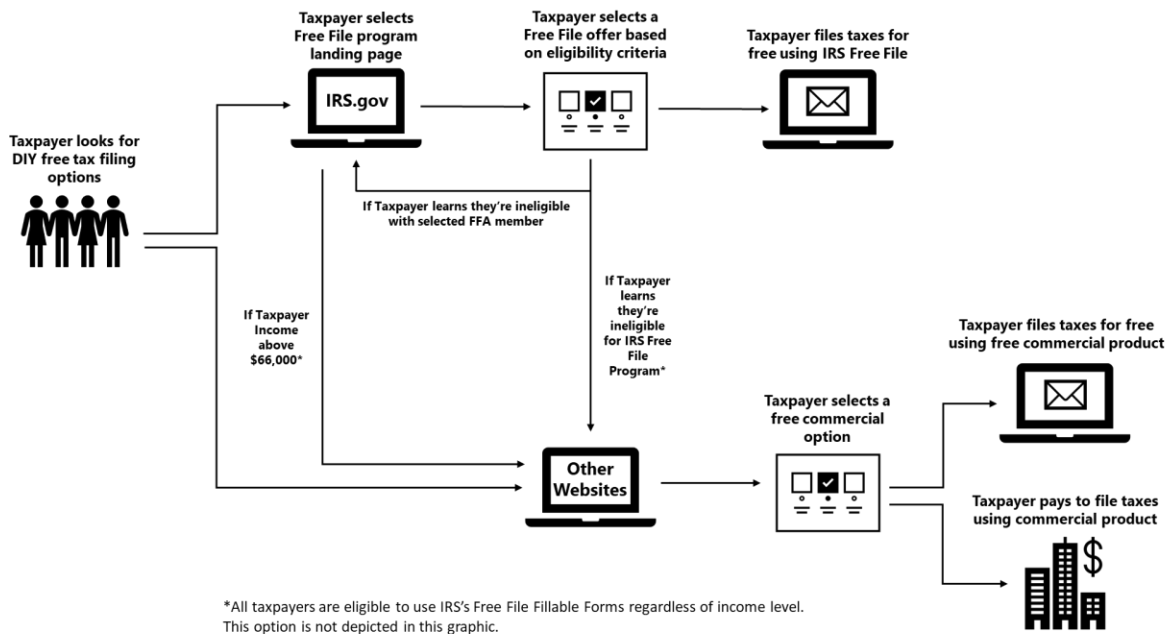 Taxpayer selects
Free File program
landing page
IRS.gov
Taxpayer selects a
Free File offer based
on eligibility criteria
Taxpayer files taxes for
free using IRS Free File
Taxpayer looks for
DIY free tax filing
options
If Taxpayer learns they're ineligible
with selected FFA member
If Taxpayer
Income
above
$66,000*
If Taxpayer
learns
they're
ineligible
for IRS Free
File
Program*
Other
Websites
Taxpayer selects a
free commercial
option
Taxpayer files taxes for free
using free commercial product
Taxpayer pays to file taxes
using commercial product
$
*All taxpayers are eligible to use IRS's Free File Fillable Forms regardless of income level.
This option is not depicted in this graphic.